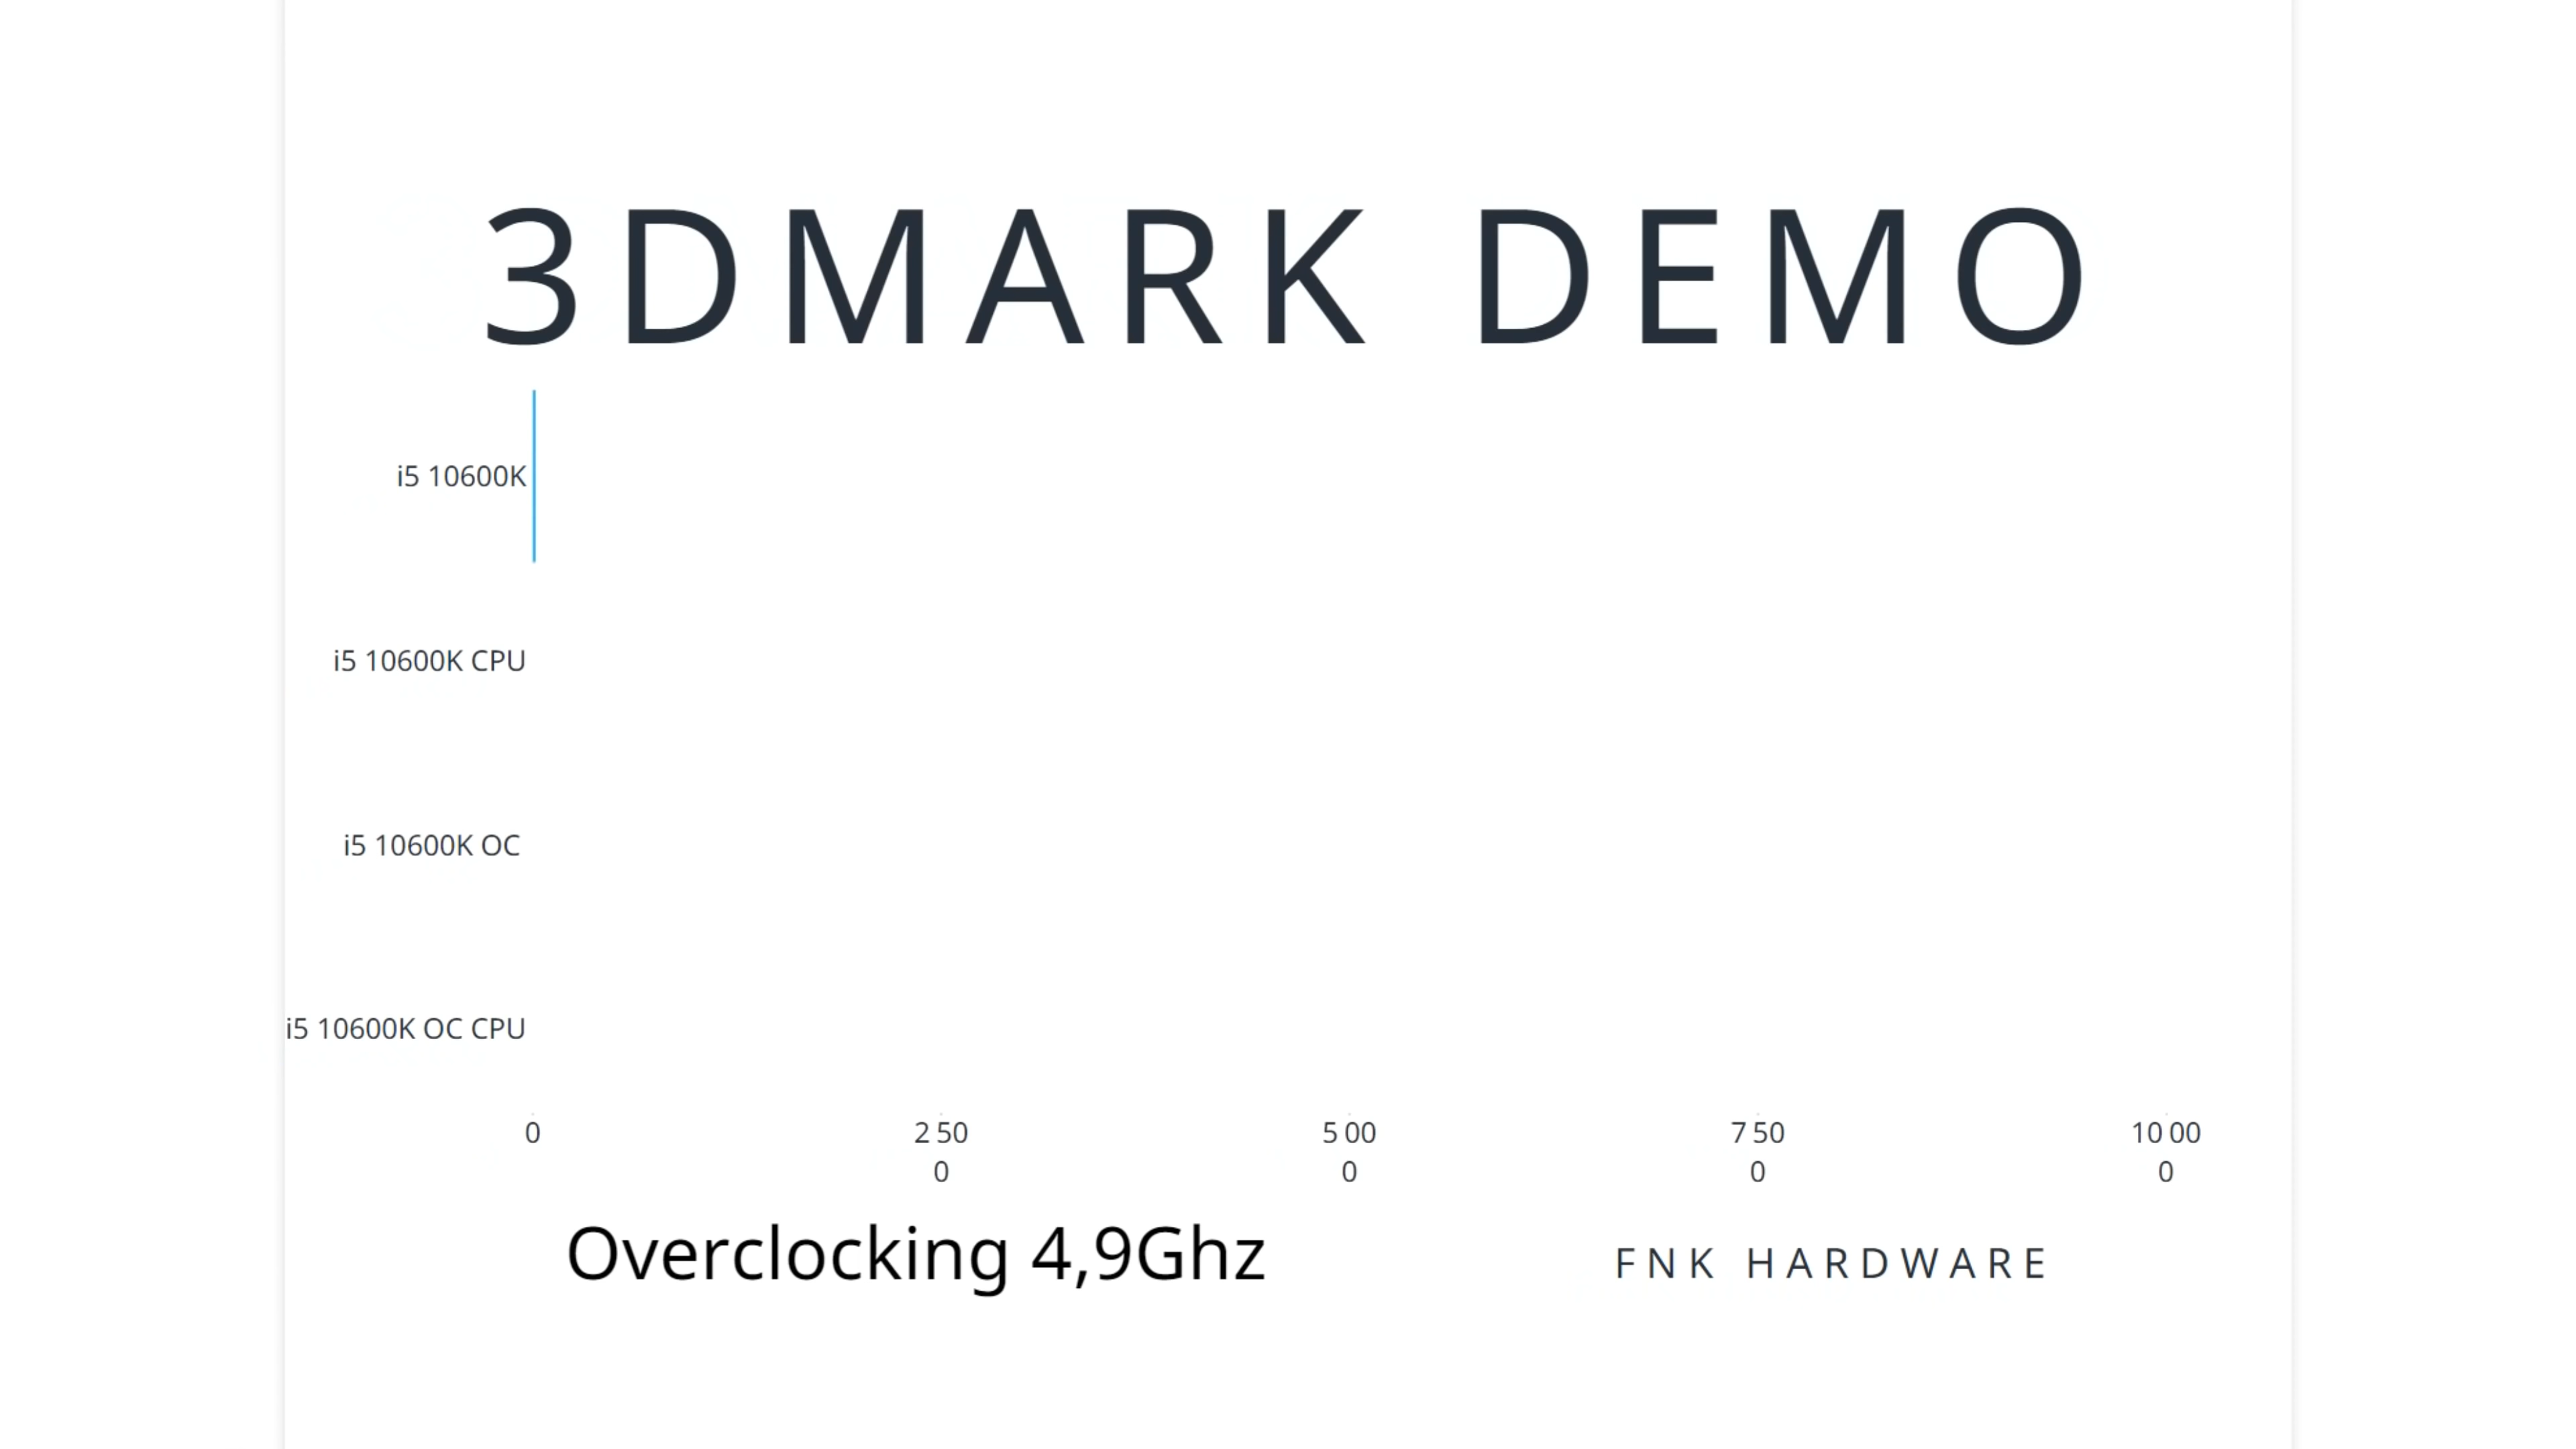 3DMARK DEMO
i5 10600K
i5 10600K CPU
i5 10600K OC
i5 10600K OC CPU
0 2 50 5 00 7 50 10 00
0 0 0 0
Overclocking 4,9Ghz
FNK HARDWARE